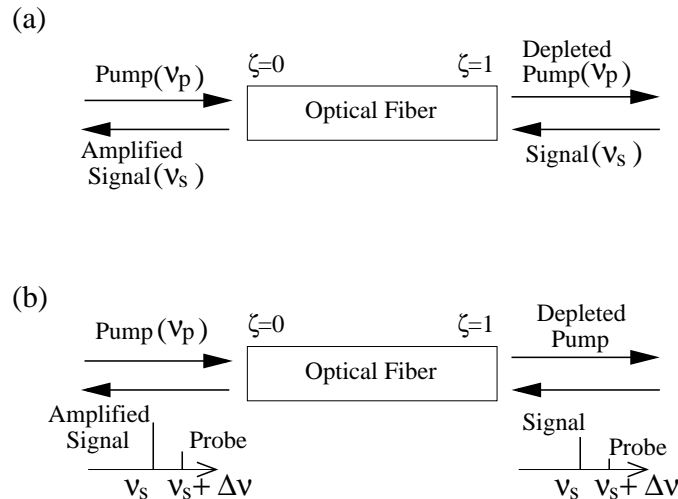 (a)
ζ=0 ζ=1
Pump(νp) Depleted
Pump(νp)
Optical Fiber
Amplified
Signal(νs) Signal(νs)
(b)
Pump(νp) ζ=0 ζ=1 Depleted
Pump
Optical Fiber
Amplified
Signal Probe
νs νs+ Δν
Signal
Probe
νs νs+ Δν